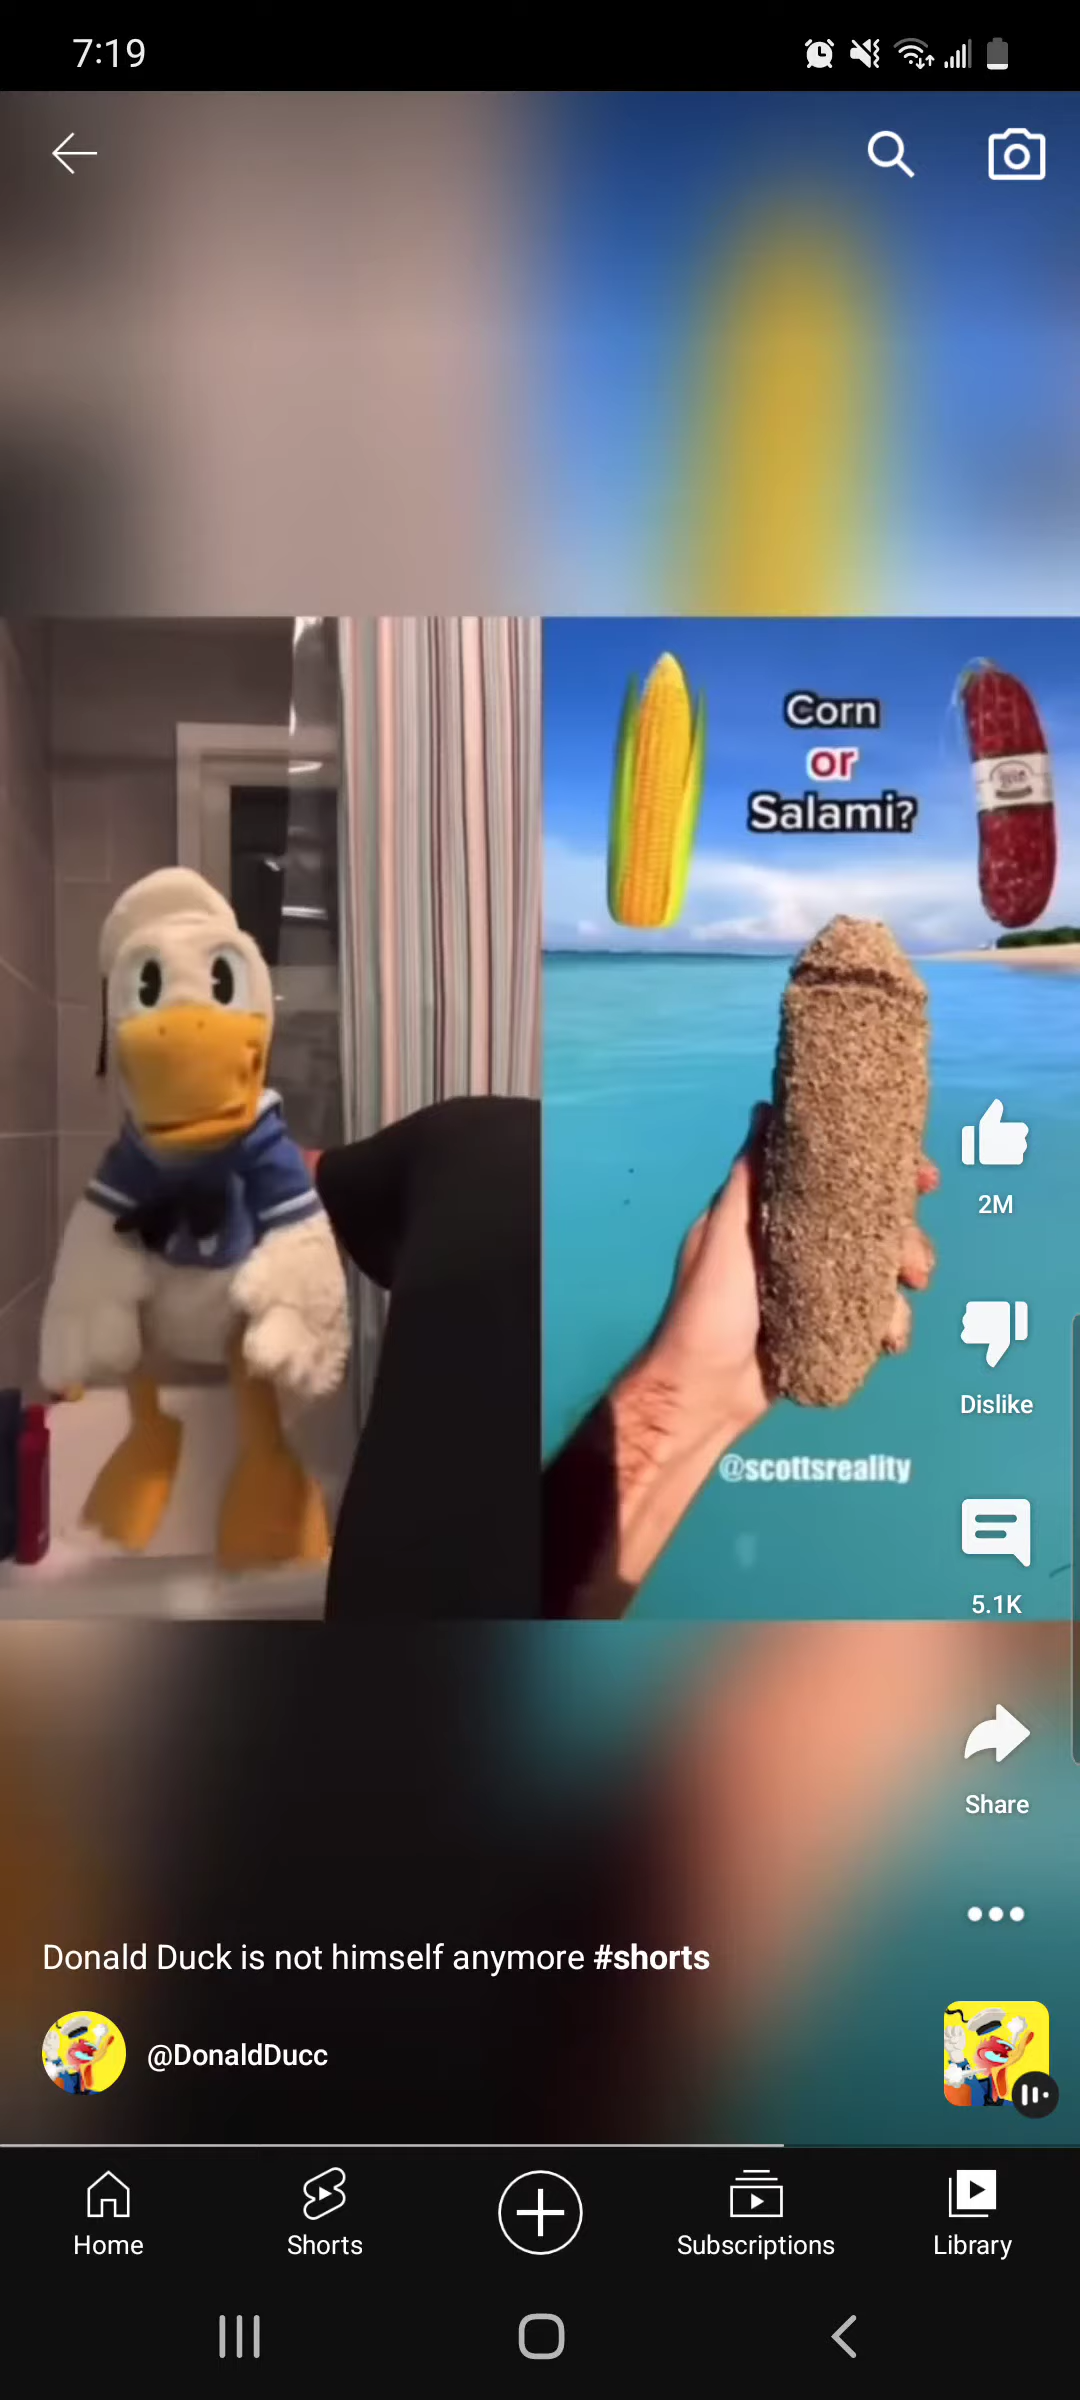 7:19
Corn
or
Salami?
2M
Dislike
@scottsreality
5.1K
Share
Donald Duck is not himself anymore #shorts
@DonaldDucc
Home
Shorts
Subscriptions
Library